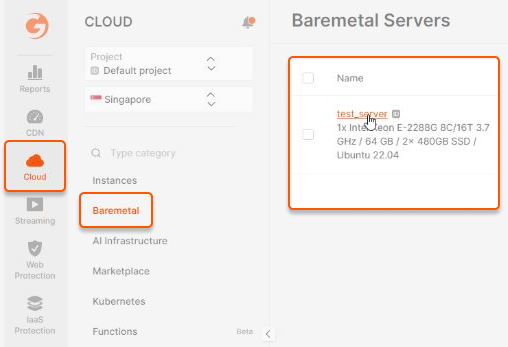 CLOUD
Project
Default project
Singapore
Type category
Instances
Baremetal
AI Infrastructure
Marketplace
Kubernetes
Functions
Beta
Reports
CDN
Cloud
Streaming
Web
Protection
IaaS
Protection
Baremetal Servers
Name
test_server ID
1x Intel Xeon E-2288G 8C/16T 3.7
GHz / 64 GB / 2× 480GB SSD /
Ubuntu 22.04